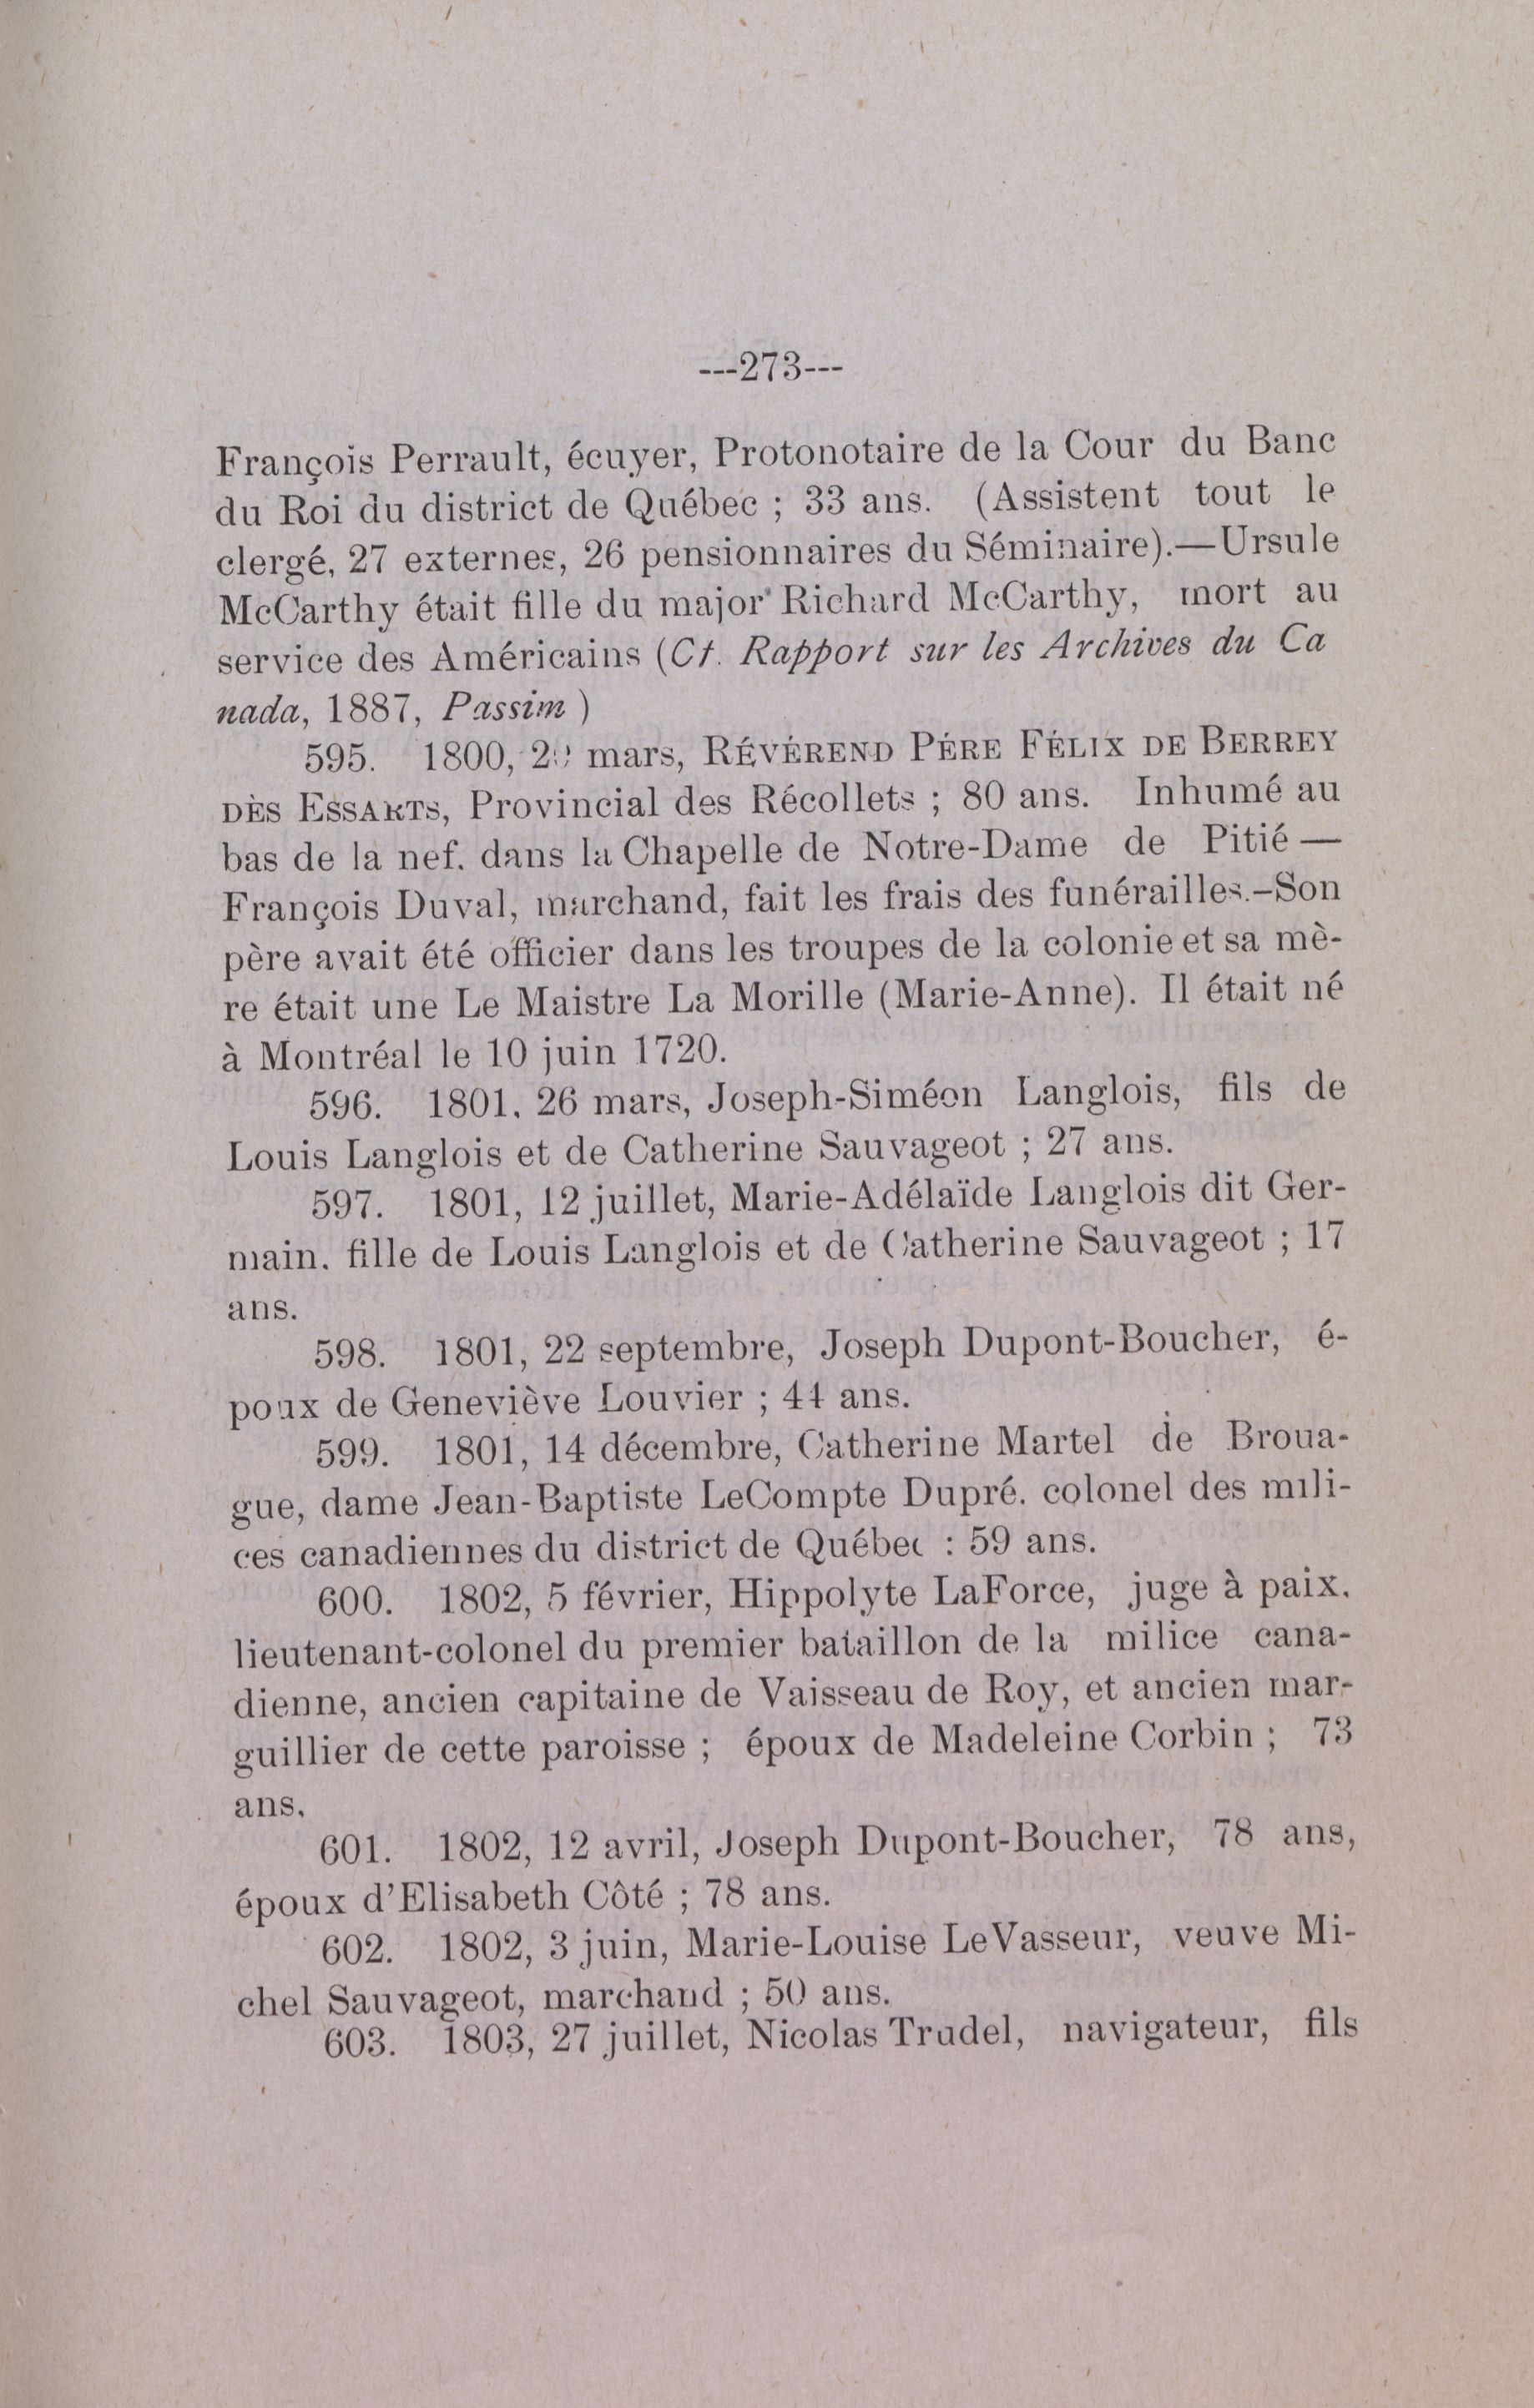 ---273---
François Perrault, écuyer, Protonotaire de la Cour du Banc
du Roi du district de Québec ; 33 ans. (Assistent tout le
clergé, 27 externes, 26 pensionnaires du Séminaire).—Ursule
McCarthy était fille du major Richard McCarthy, mort au
service des Américains (Cf. Rapport sur les Archives du Ca
nada, 1887, Passim )
595. 1800, mars, RÉVÉREND PÉRE FÉLIX DE BERREY
DÈS ESSARTS, Provincial des Récollets ; 80 ans. Inhumé au
bas de la nef. dans la Chapelle de Notre-Dame de Pitié —
François Duval, marchand, fait les frais des funérailles.–Son
père avait été officier dans les troupes de la colonie et sa mè-
re était une Le Maistre La Morille (Marie-Anne). Il était né
à Montréal le 10 juin 1720.
596. 1801. 26 mars, Joseph-Siméon Langlois, fils de
Louis Langlois et de Catherine Sauvageot ; 27 ans.
597. 1801, 12 juillet, Marie-Adélaïde Langlois dit Ger-
main. fille de Louis Langlois et de Catherine Sauvageot ; 17
ans.
598. 1801, 22 septembre, Joseph Dupont-Boucher, é-
poux de Geneviève Louvier ; 44 ans.
599. 1801, 14 décembre, Catherine Martel de Broua-
gue, dame Jean-Baptiste LeCompte Dupré. colonel des mili-
ces canadiennes du district de Québec : 59 ans.
600. 1802, 5 février, Hippolyte LaForce, juge à paix.
lieutenant-colonel du premier bataillon de la milice cana-
dienne, ancien capitaine de Vaisseau de Roy, et ancien mar-
guillier de cette paroisse ; époux de Madeleine Corbin ; 73
ans.
601. 1802, 12 avril, Joseph Dupont-Boucher, 78 ans,
époux d'Elisabeth Côté ; 78 ans.
602. 1802, 3 juin, Marie-Louise LeVasseur, veuve Mi-
chel Sauvageot, marchand ; 50 ans.
603. 1803, 27 juillet, Nicolas Trudel, navigateur, fils